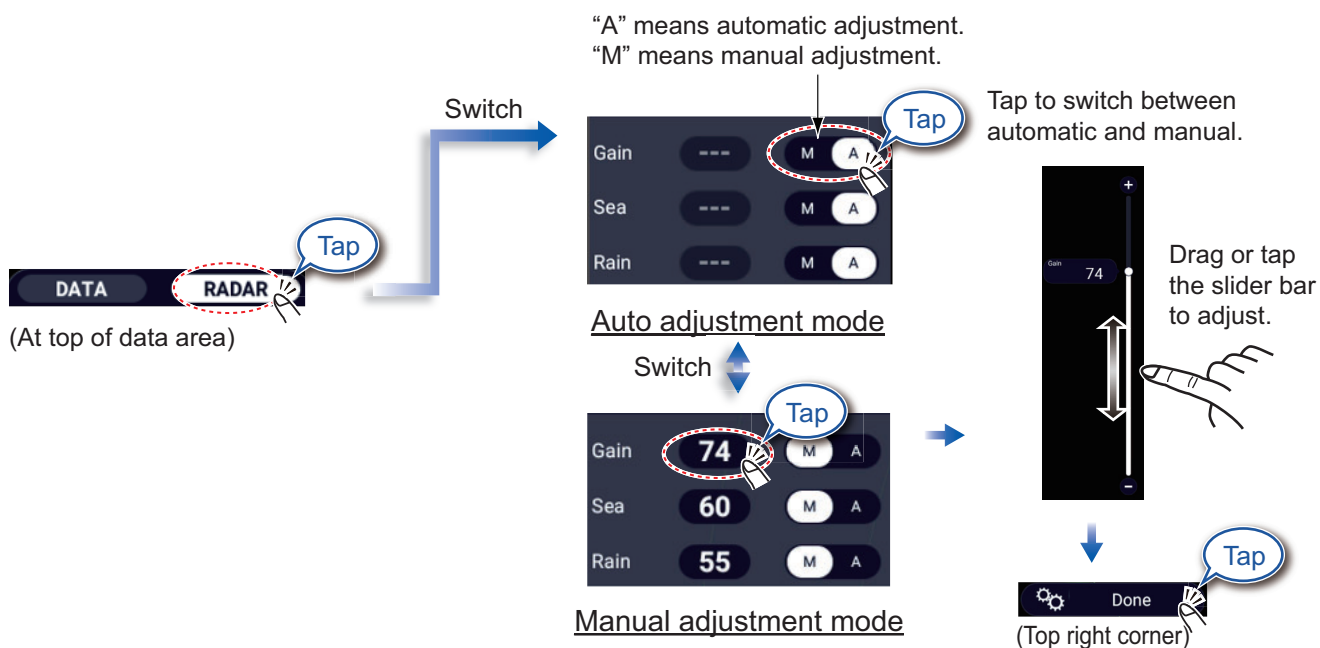 “A” means automatic adjustment.
“M” means manual adjustment.
Switch
Tap
Tap to switch between
automatic and manual.
Gain --- M A
Sea --- M A
Rain --- M A
Auto adjustment mode
DATA RADAR
Tap
(At top of data area)
Switch
Tap
Gain 74 M A
Sea 60 M A
Rain 55 M A
Manual adjustment mode
+
Gain
74
-
Drag or tap
the slider bar
to adjust.
Tap
Done
(Top right corner)